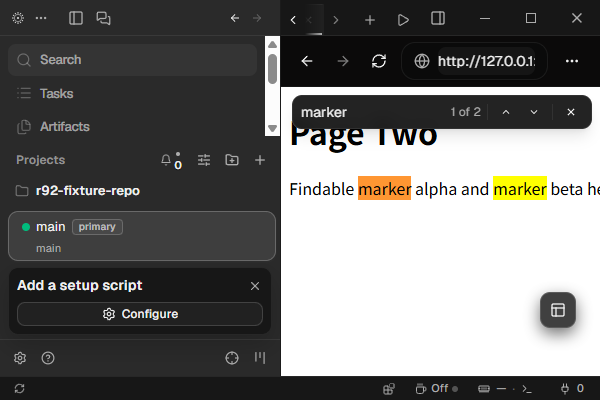 Search
Tasks
Artifacts
Projects
0
r92-fixture-repo
main primary
main
Add a setup script
Configure
http://127.0.0.1:
marker 1 of 2
Page Two
Findable marker alpha and marker beta he
Off
0